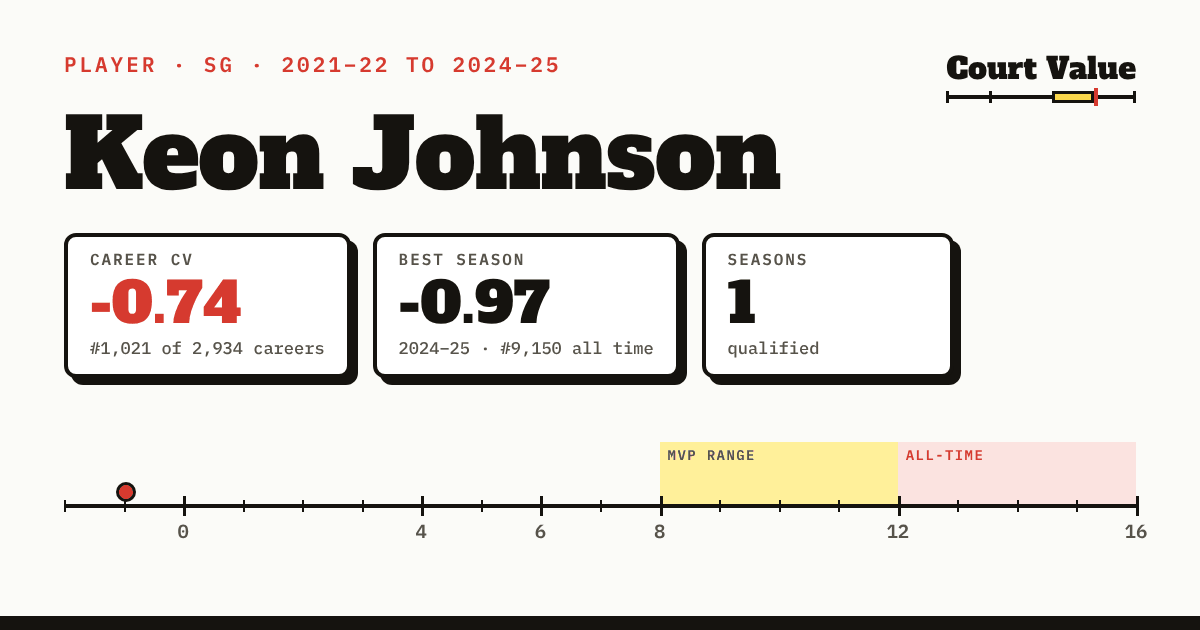 PLAYER · SG · 2021–22 TO 2024–25
Court Value
Keon Johnson
CAREER CV
-0.74
#1,021 of 2,934 careers
BEST SEASON
-0.97
2024–25 · #9,150 all time
SEASONS
1
qualified
MVP RANGE
ALL-TIME
0 4 6 8 12 16